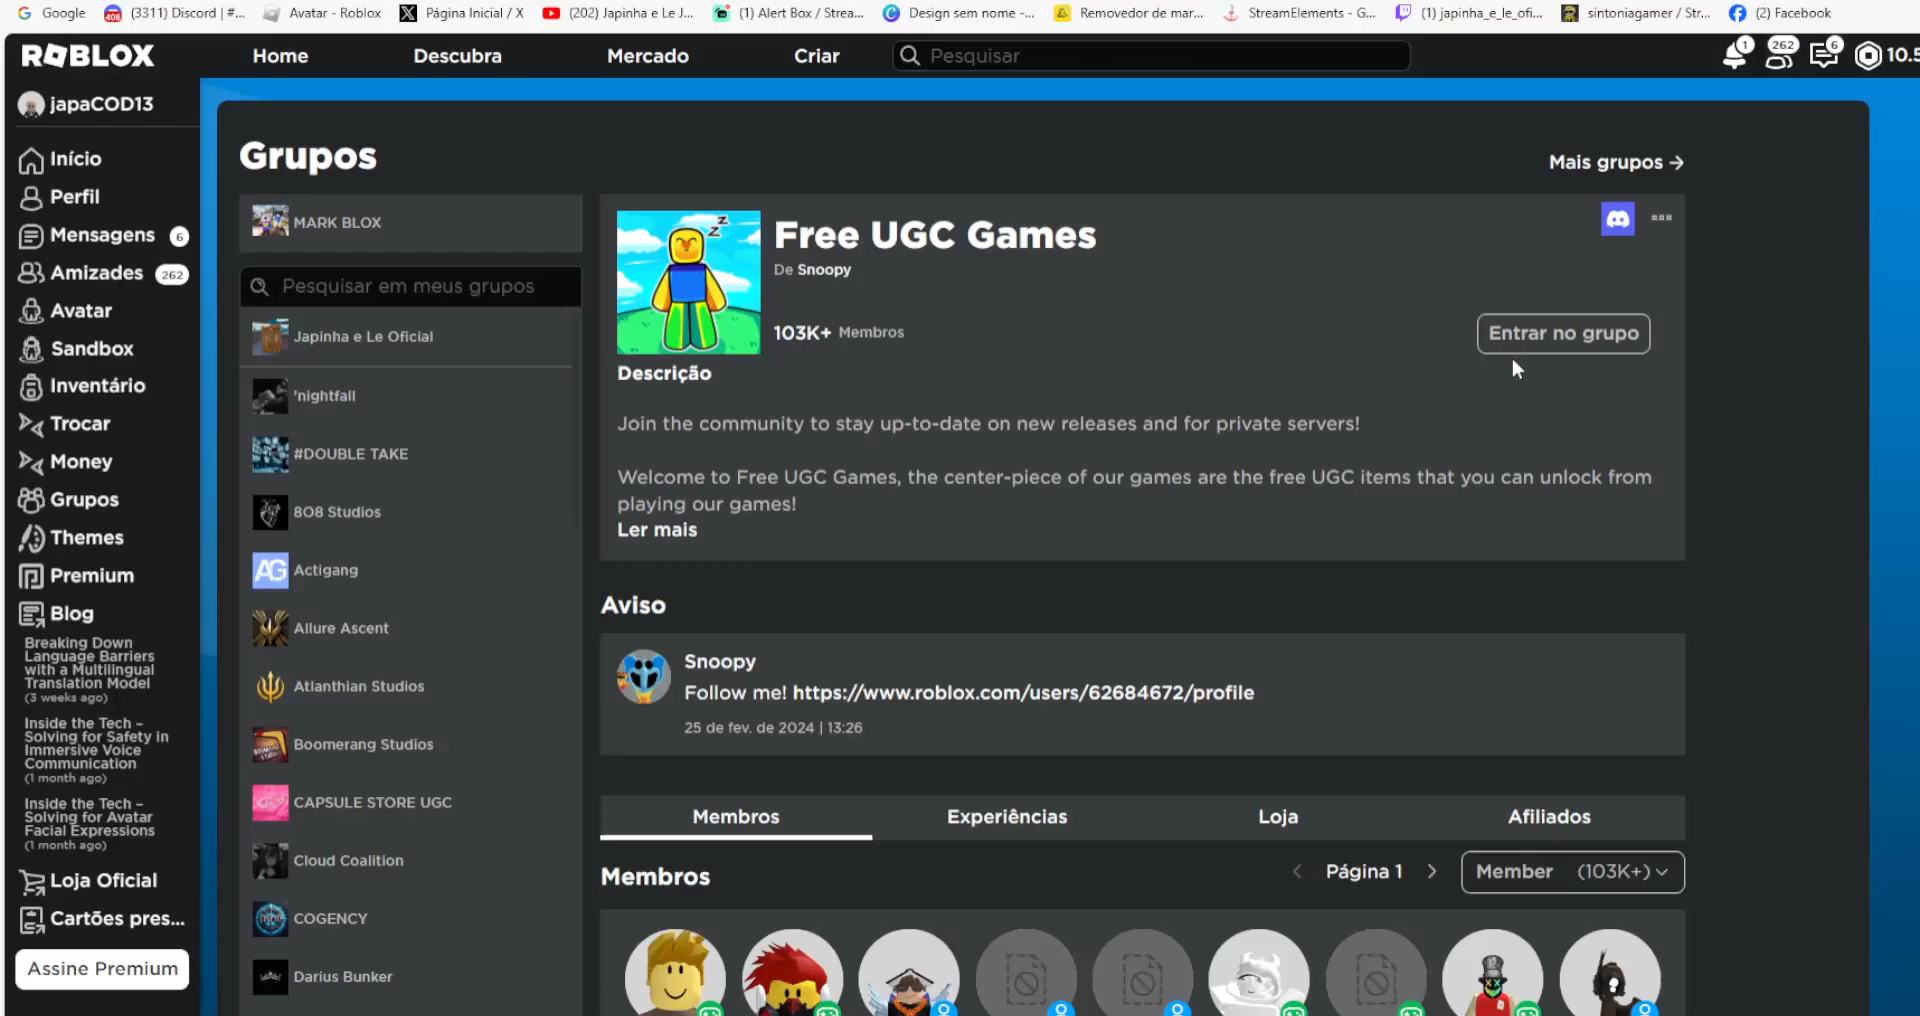 Google
(3311) Discord | #...
Avatar - Roblox
Página Inicial / X
(202) Japinha e Le J...
(1) Alert Box / Strea...
Design sem nome -...
Removedor de mar...
StreamElements - G...
(1) japinha_e_le_ofi...
sintoniagamer / Str...
(2) Facebook
ROBLOX
Home
Descubra
Mercado
Criar
Pesquisar
1
262
6
10.5
japaCOD13
Início
Perfil
Mensagens 6
Amizades 262
Avatar
Sandbox
Inventário
Trocar
Money
Grupos
Themes
Premium
Blog
Breaking Down
Language Barriers
with a Multilingual
Translation Model
(3 weeks ago)
Inside the Tech –
Solving for Safety in
Immersive Voice
Communication
(1 month ago)
Inside the Tech –
Solving for Avatar
Facial Expressions
(1 month ago)
Loja Oficial
Cartões pres...
Assine Premium
Grupos
Mais grupos
MARK BLOX
Pesquisar em meus grupos
Japinha e Le Oficial
'nightfall
#DOUBLE TAKE
8O8 Studios
AG Actigang
Allure Ascent
Atlanthian Studios
Boomerang Studios
CAPSULE STORE UGC
Cloud Coalition
COGENCY
Darius Bunker
Free UGC Games
De Snoopy
103K+ Membros
Entrar no grupo
Descrição
Join the community to stay up-to-date on new releases and for private servers!
Welcome to Free UGC Games, the center-piece of our games are the free UGC items that you can unlock from
playing our games!
Ler mais
Aviso
Snoopy
Follow me! https://www.roblox.com/users/62684672/profile
25 de fev. de 2024 | 13:26
Membros
Experiências
Loja
Afiliados
Membros
Página 1
Member (103K+)